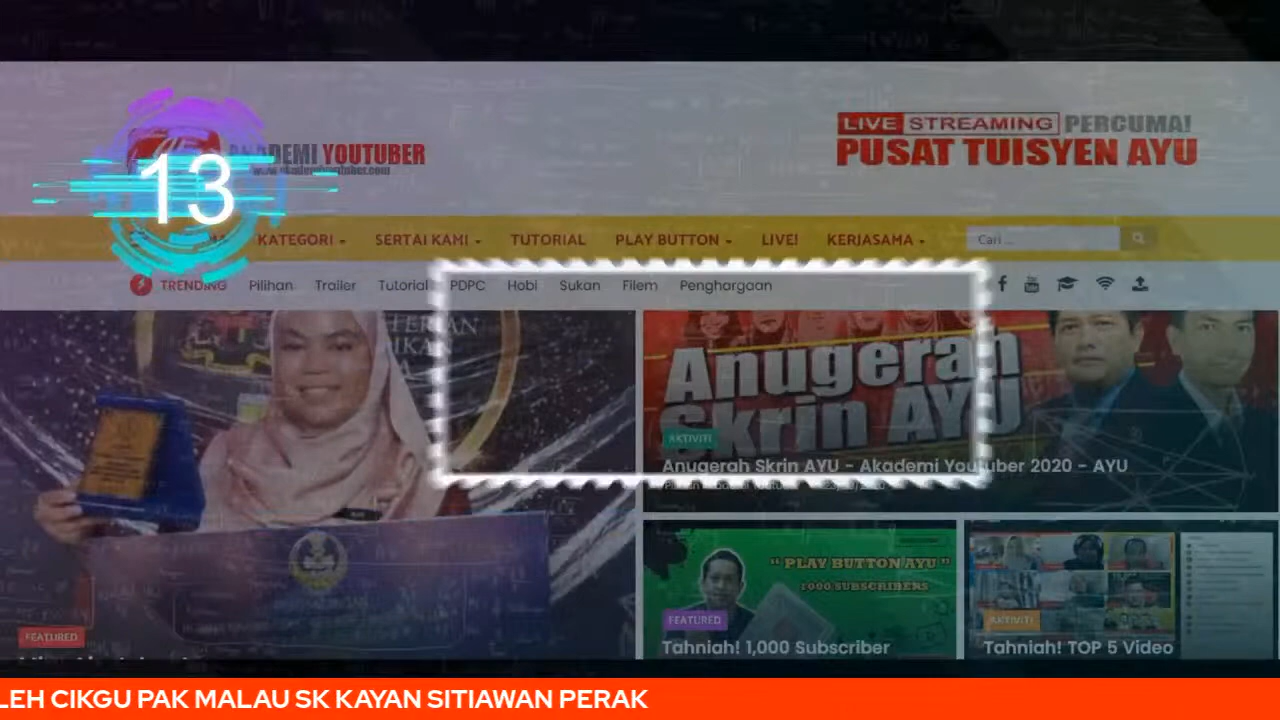 LIVE STREAMING PERCUMA!
AKADEMI YOUTUBER
PUSAT TUISYEN AYU
13
KATEGORI
SERTAI KAMI
TUTORIAL
PLAY BUTTON
LIVE!
KERJASAMA
Cari ...
TRENDING
Pilihan
Trailer
Tutorial
PDPC
Hobi
Sukan
Filem
Penghargaan
Anugerah
Skrin AYU
AKTIVITI
Anugerah Skrin AYU - Akademi Youtuber 2020 - AYU
" PLAY BUTTON AYU "
1000 SUBSCRIBERS
FEATURED
FEATURED
AKTIVITI
Tahniah! 1,000 Subscriber
Tahniah! TOP 5 Video
LEH CIKGU PAK MALAU SK KAYAN SITIAWAN PERAK